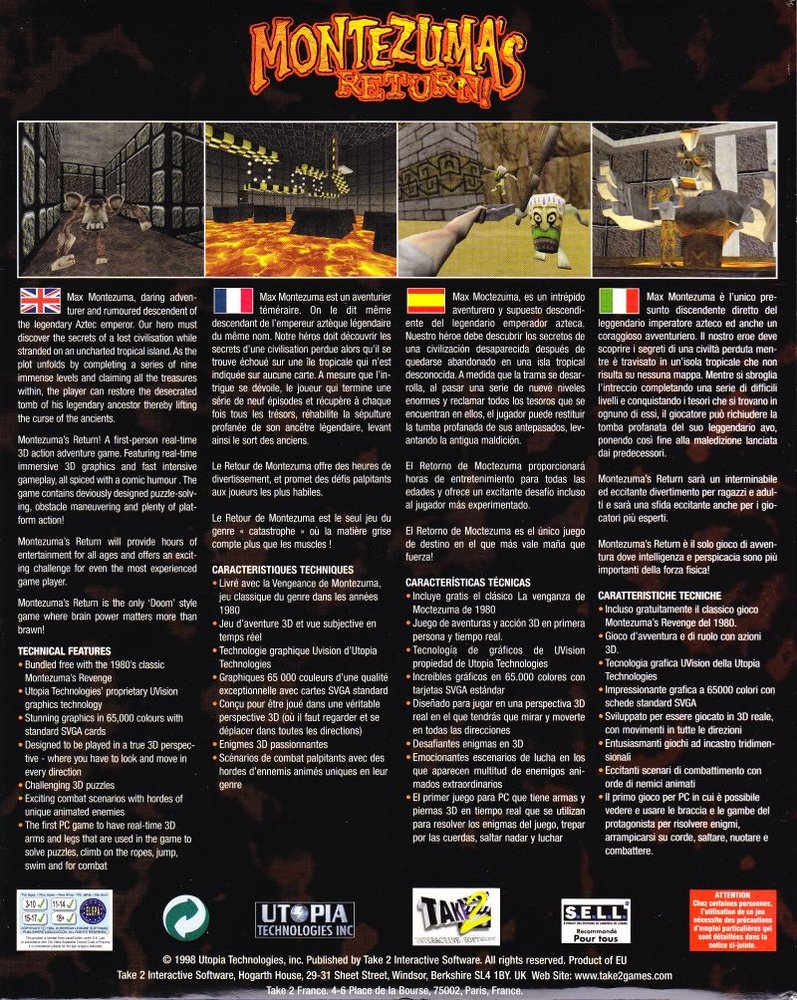 MONTEZUMA'S
RETURN!
Max Montezuma, daring adven-
turer and rumoured descendent of
the legendary Aztec emperor. Our hero must
discover the secrets of a lost civilisation while
stranded on an uncharted tropical island. As the
plot unfolds by completing a series of nine
immense levels and claiming all the treasures
within, the player can restore the desecrated
tomb of his legendary ancestor thereby lifting
the curse of the ancients.
Montezuma's Return! A first-person real-time
3D action adventure game. Featuring real-time
immersive 3D graphics and fast intensive
gameplay, all spiced with a comic humour . The
game contains deviously designed puzzle-solv-
ing, obstacle maneuvering and plenty of plat-
form action!
Montezuma's Return will provide hours of
entertainment for all ages and offers an excit-
ing challenge for even the most experienced
game player.
Montezuma's Return is the only 'Doom' style
game where brain power matters more than
brawn!
TECHNICAL FEATURES
• Bundled free with the 1980's classic
Montezuma's Revenge
• Utopia Technologies' proprietary UVision
graphics technology
• Stunning graphics in 65,000 colours with
standard SVGA cards
• Designed to be played in a true 3D perspec-
tive - where you have to look and move in
every direction
• Challenging 3D puzzles
• Exciting combat scenarios with hordes of
unique animated enemies
• The first PC game to have real-time 3D
arms and legs that are used in the game to
solve puzzles, climb on the ropes, jump,
swim and for combat
Max Montezuma est un aventurier
téméraire. On le dit même
descendant de l'empereur aztèque légendaire
du même nom. Notre héros doit découvrir les
secrets d'une civilisation perdue alors qu'il se
trouve échoué sur une île tropicale qui n'est
indiquée sur aucune carte. A mesure que l'in-
trigue se dévoile, le joueur qui termine une
série de neuf épisodes et récupère à chaque
fois tous les trésors, réhabilite la sépulture
profanée de son ancêtre légendaire, levant
ainsi le sort des anciens.
Le Retour de Montezuma offre des heures de
divertissement, et promet des défis palpitants
aux joueurs les plus habiles.
Le Retour de Montezuma est le seul jeu du
genre « catastrophe » où la matière grise
compte plus que les muscles !
CARACTERISTIQUES TECHNIQUES
• Livré avec la Vengeance de Montezuma,
jeu classique du genre dans les années
1980
• Jeu d'aventure 3D et vue subjective en
temps réel
• Technologie graphique Uvision d'Utopia
Technologies
• Graphiques 65 000 couleurs d'une qualité
exceptionnelle avec cartes SVGA standard
• Conçu pour être joué dans une véritable
perspective 3D (où il faut regarder et se
déplacer dans toutes les directions)
• Enigmes 3D passionnantes
• Scénarios de combat palpitants avec des
hordes d'ennemis animés uniques en leur
genre
Max Moctezuma, es un intrépido
aventurero y supuesto descendi-
ente del legendario emperador azteca.
Nuestro héroe debe descubrir los secretos de
una civilización desaparecida después de
quedarse abandonado en una isla tropical
desconocida. A medida que la trama se desar-
rolla, al pasar una serie de nueve niveles
enormes y reclamar todos los tesoros que se
encuentran en ellos, el jugador puede restituir
la tumba profanada de sus antepasados, lev-
antando la antigua maldición.
El Retorno de Moctezuma proporcionará
horas de entretenimiento para todas las
edades y ofrece un excitante desafío incluso
al jugador más experimentado.
El Retorno de Moctezuma es el único juego
de destino en el que más vale maña que
fuerza!
CARACTERÍSTICAS TÉCNICAS
• Incluye gratis el clásico La venganza de
Moctezuma de 1980
• Juego de aventuras y acción 3D en primera
persona y tiempo real.
• Tecnología de gráficos de UVision
propiedad de Utopia Technologies
• Increíbles gráficos en 65.000 colores con
tarjetas SVGA estándar
• Diseñado para jugar en una perspectiva 3D
real en el que tendrás que mirar y moverte
en todas las direcciones
• Desafiantes enigmas en 3D
• Emocionantes escenarios de lucha en los
que aparecen multitud de enemigos ani-
mados extraordinarios
• El primer juego para PC que tiene armas y
piernas 3D en tiempo real que se utilizan
para resolver los enigmas del juego, trepar
por las cuerdas, saltar nadar y luchar
Max Montezuma è l'unico pre-
sunto discendente diretto del
leggendario imperatore azteco ed anche un
coraggioso avventuriero. Il nostro eroe deve
scoprire i segreti di una civiltà perduta men-
tre è travisato in un'isola tropicale che non
risulta su nessuna mappa. Mentre si sbroglia
l'intreccio completando una serie di difficili
livelli e conquistando i tesori che si trovano in
ognuno di essi, il giocatore può richiudere la
tomba profanata del suo leggendario avo,
ponendo così fine alla maledizione lanciata
dai predecessori.
Montezuma's Return sarà un interminabile
ed eccitante divertimento per ragazzi e adul-
ti e sarà una sfida eccitante anche per i gio-
catori più esperti.
Montezuma's Return è il solo gioco di avven-
tura dove intelligenza e perspicacia sono più
importanti della forza fisica!
CARATTERISTICHE TECNICHE
• Incluso gratuitamente il classico gioco
Montezuma's Revenge del 1980.
• Gioco d'avventura e di ruolo con azioni
3D.
• Tecnologia grafica UVision della Utopia
Technologies
• Impressionante grafica a 65000 colori con
schede standard SVGA
• Sviluppato per essere giocato in 3D reale,
con movimenti in tutte le direzioni
• Entusiasmanti giochi ad incastro tridimen-
sionali
• Eccitanti scenari di combattimento con
orde di nemici animati
• Il primo gioco per PC in cui è possibile
vedere e usare le braccia e le gambe del
protagonista per risolvere enigmi,
arrampicarsi su corde, saltare, nuotare e
combattere.
3-10 11-14
15-17 18+
ELSPA
UTOPIA
TECHNOLOGIES INC
TAKE 2
INTERACTIVE SOFTWARE
S.E.L.L
Recommandé
Pour tous
ATTENTION
Chez certaines personnes,
l'utilisation de ce jeu
nécessite des précautions
d'emploi particulières qui
sont détaillées dans la
notice ci-jointe.
© 1998 Utopia Technologies, Inc. Published by Take 2 Interactive Software. All rights reserved. Product of EU
Take 2 Interactive Software, Hogarth House, 29-31 Sheet Street, Windsor, Berkshire SL4 1BY. UK Web Site: www.take2games.com
Take 2 France. 4-6 Place de la Bourse, 75002, Paris, France.